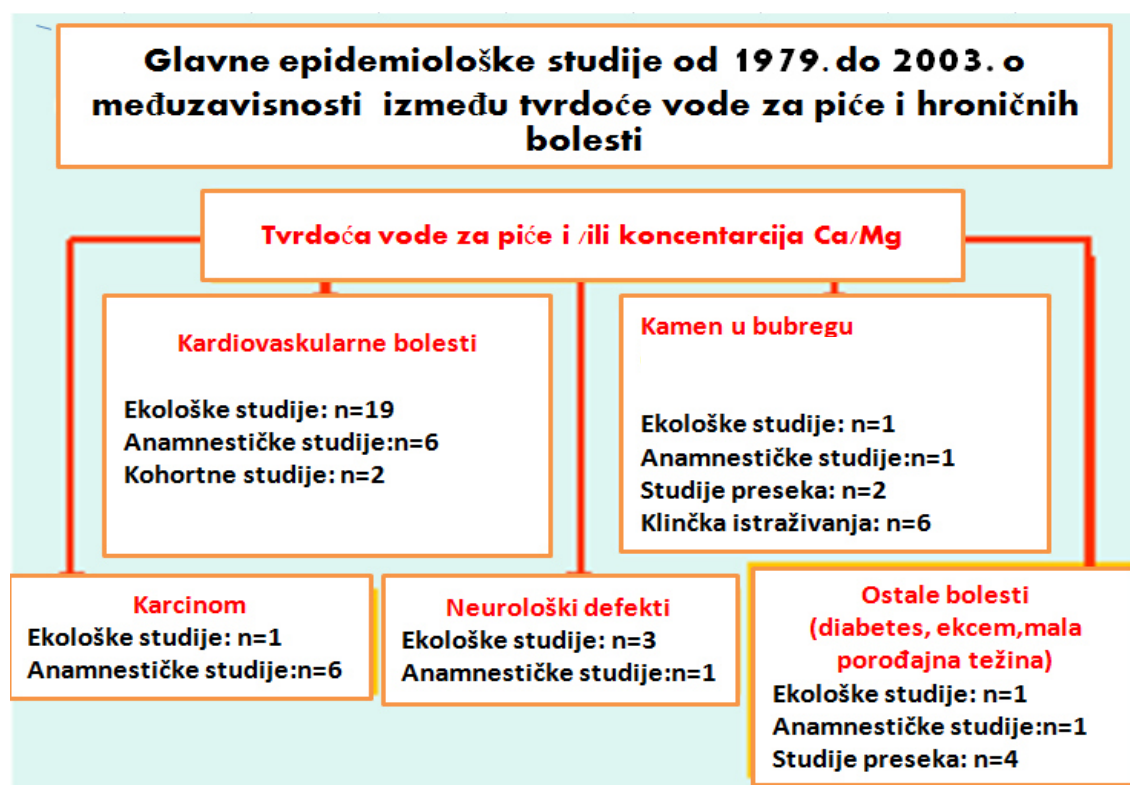 Glavne epidemiološke studije od 1979. do 2003. o
međuzavisnosti između tvrdoće vode za piće i hroničnih
bolesti
Tvrdoća vode za piće i /ili koncentarcija Ca/Mg
Kardiovaskularne bolesti
Ekološke studije: n=19
Anamnestičke studije:n=6
Kohortne studije: n=2
Kamen u bubregu
Ekološke studije: n=1
Anamnestičke studije:n=1
Studije preseka: n=2
Klinčka istraživanja: n=6
Karcinom
Ekološke studije: n=1
Anamnestičke studije:n=6
Neurološki defekti
Ekološke studije: n=3
Anamnestičke studije:n=1
Ostale bolesti
(diabetes, ekcem,mala
porođajna težina)
Ekološke studije: n=1
Anamnestičke studije:n=1
Studije preseka: n=4